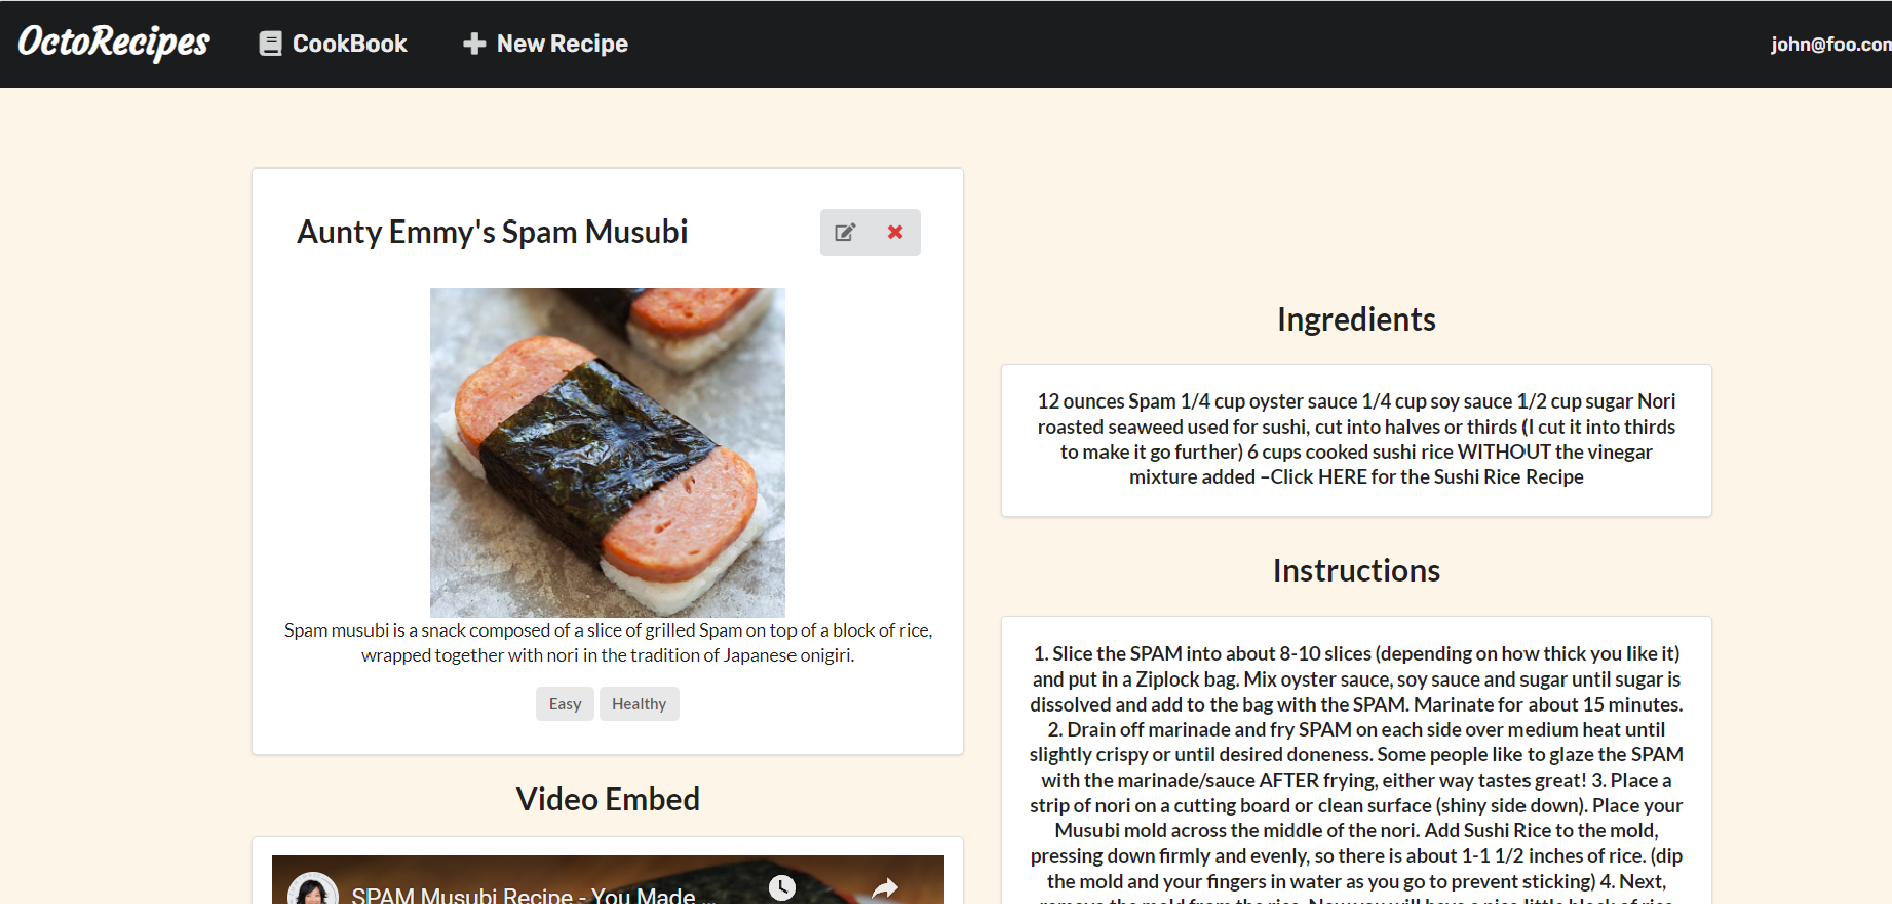 OctoRecipes
CookBook
New Recipe
john@foo.com
Aunty Emmy's Spam Musubi
Spam musubi is a snack composed of a slice of grilled Spam on top of a block of rice,
wrapped together with nori in the tradition of Japanese onigiri.
Easy
Healthy
Video Embed
SPAM Musubi Recipe - You Made ...
Ingredients
12 ounces Spam 1/4 cup oyster sauce 1/4 cup soy sauce 1/2 cup sugar Nori
roasted seaweed used for sushi, cut into halves or thirds (I cut it into thirds
to make it go further) 6 cups cooked sushi rice WITHOUT the vinegar
mixture added –Click HERE for the Sushi Rice Recipe
Instructions
1. Slice the SPAM into about 8-10 slices (depending on how thick you like it)
and put in a Ziplock bag. Mix oyster sauce, soy sauce and sugar until sugar is
dissolved and add to the bag with the SPAM. Marinate for about 15 minutes.
2. Drain off marinade and fry SPAM on each side over medium heat until
slightly crispy or until desired doneness. Some people like to glaze the SPAM
with the marinade/sauce AFTER frying, either way tastes great! 3. Place a
strip of nori on a cutting board or clean surface (shiny side down). Place your
Musubi mold across the middle of the nori. Add Sushi Rice to the mold,
pressing down firmly and evenly, so there is about 1-1 1/2 inches of rice. (dip
the mold and your fingers in water as you go to prevent sticking) 4. Next,